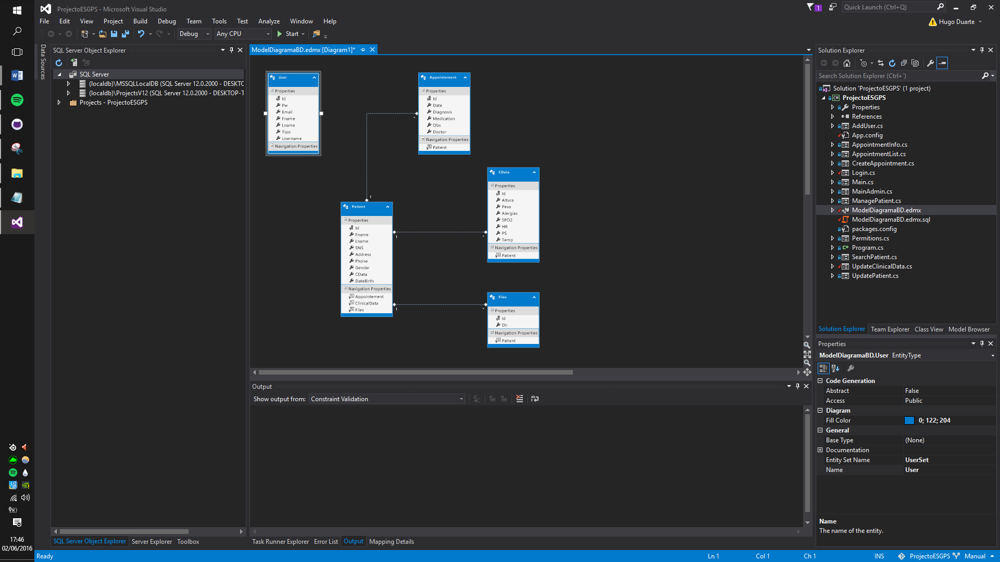 ProjectoESGPS - Microsoft Visual Studio
1
Quick Launch (Ctrl+Q)
File Edit View Project Build Debug Team Tools Test Analyze Window Help
Hugo Duarte
Debug
Any CPU
Start
Data Sources
SQL Server Object Explorer
SQL Server
(localdb)\MSSQLLocalDB (SQL Server 12.0.2000 - DESKTC
(localdb)\ProjectsV12 (SQL Server 12.0.2000 - DESKTOP-T
Projects - ProjectoESGPS
ModelDiagramaBD.edmx [Diagram1]*
User
Properties
Id
Pw
Email
Fname
Lname
Tipo
Username
Navigation Properties
Appointement
Properties
Id
Date
Diagnosis
Medication
Obs
Doctor
Navigation Properties
Patient
*
1
CData
Properties
Id
Altura
Peso
Alergias
SPO2
HR
PS
Temp
Navigation Properties
Patient
Patient
Properties
Id
Fname
Lname
SNS
Address
Phone
Gender
CData
DateBirth
Navigation Properties
Appointement
ClinicalData
Files
1
*
1
*
Files
Properties
Id
Dir
Navigation Properties
Patient
Output
Show output from: Constraint Validation
Solution Explorer
Search Solution Explorer (Ctrl+´)
Solution 'ProjectoESGPS' (1 project)
ProjectoESGPS
Properties
References
AddUser.cs
App.config
AppointmentInfo.cs
AppointmentList.cs
CreateAppointment.cs
Login.cs
Main.cs
MainAdmin.cs
ManagePatient.cs
ModelDiagramaBD.edmx
ModelDiagramaBD.edmx.sql
packages.config
Permitions.cs
Program.cs
SearchPatient.cs
UpdateClinicalData.cs
UpdatePatient.cs
Solution Explorer Team Explorer Class View Model Browser
Properties
ModelDiagramaBD.User EntityType
Code Generation
Abstract False
Access Public
Diagram
Fill Color 0; 122; 204
General
Base Type (None)
Documentation
Entity Set Name UserSet
Name User
Name
The name of the entity.
SQL Server Object Explorer Server Explorer Toolbox
Task Runner Explorer Error List Output Mapping Details
17:46
02/06/2016
Ready
Ln 1
Col 1
Ch 1
INS
ProjectoESGPS
Manual